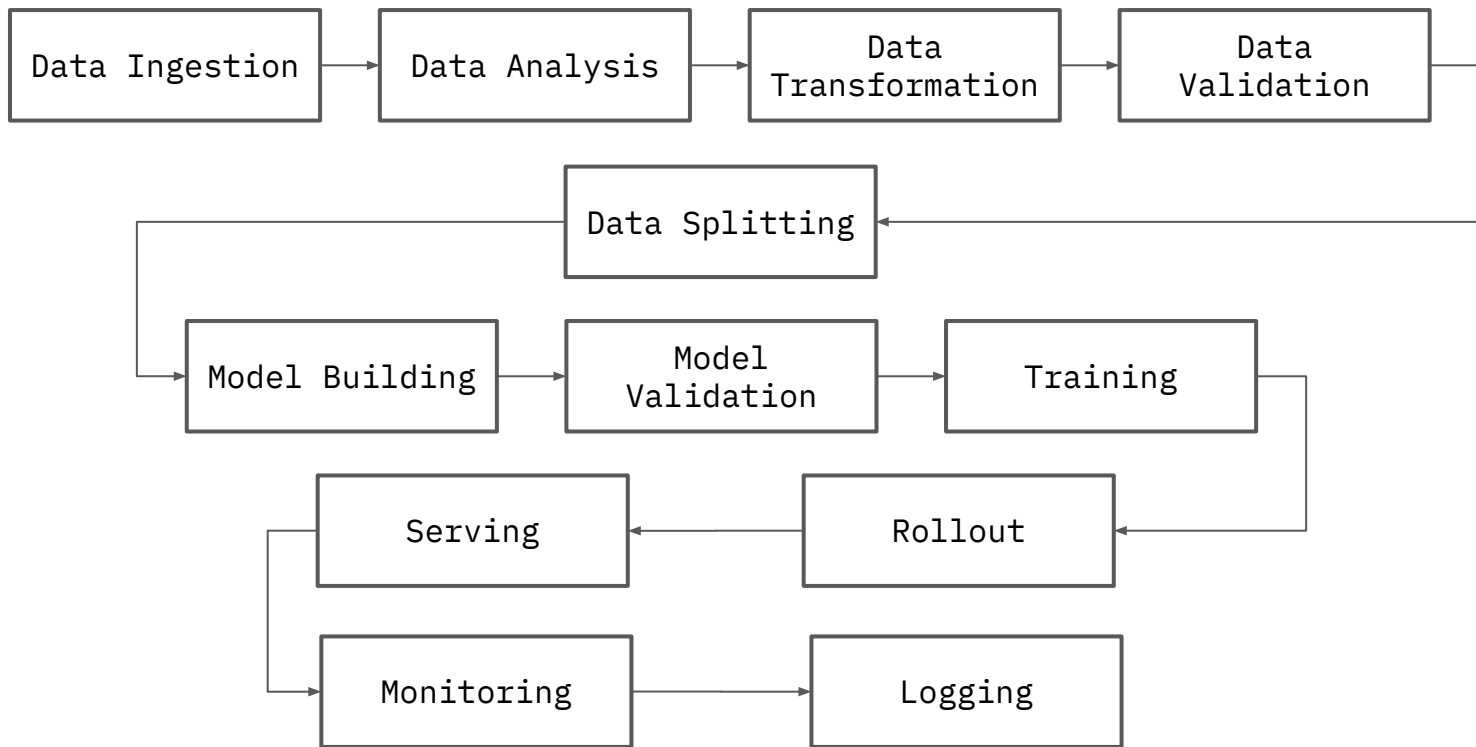 Data Ingestion
Data Analysis
Data
Transformation
Data
Validation
Data Splitting
Model Building
Model
Validation
Training
Serving
Rollout
Monitoring
Logging